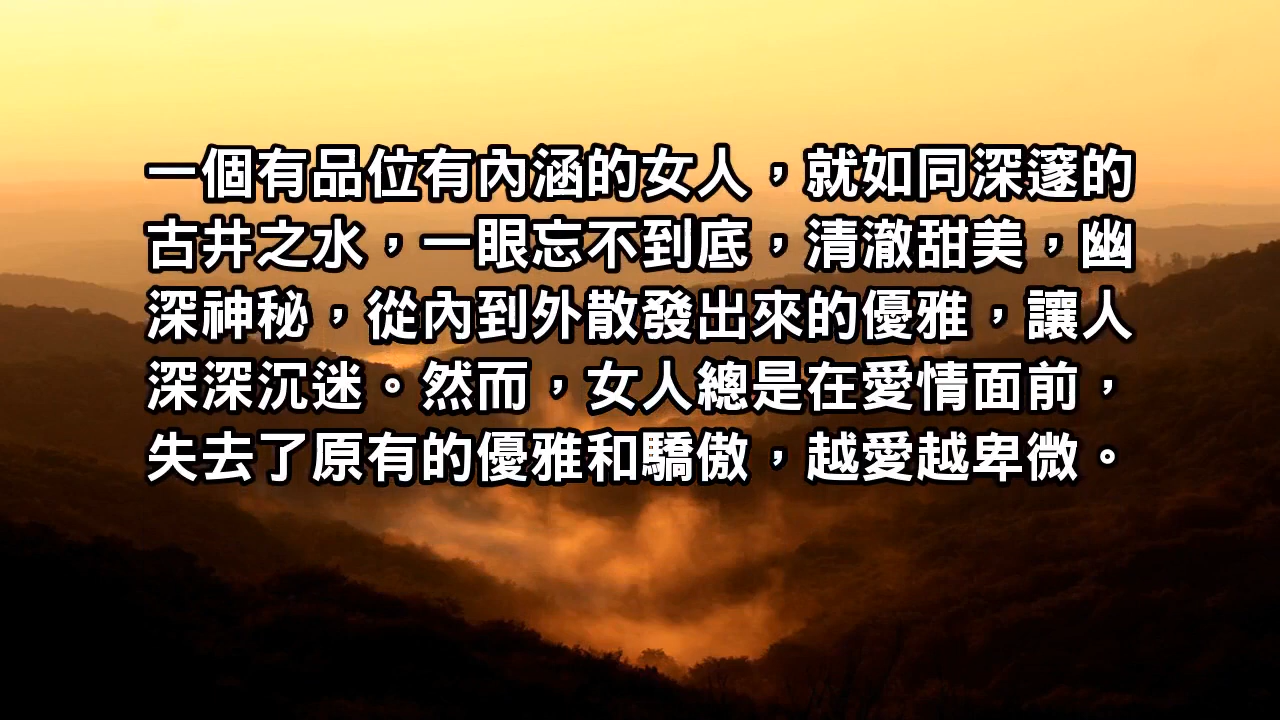 一個有品位有內涵的女人，就如同深邃的
古井之水，一眼忘不到底，清澈甜美，幽
深神秘，從內到外散發出來的優雅，讓人
深深沉迷。然而，女人總是在愛情面前，
失去了原有的優雅和驕傲，越愛越卑微。